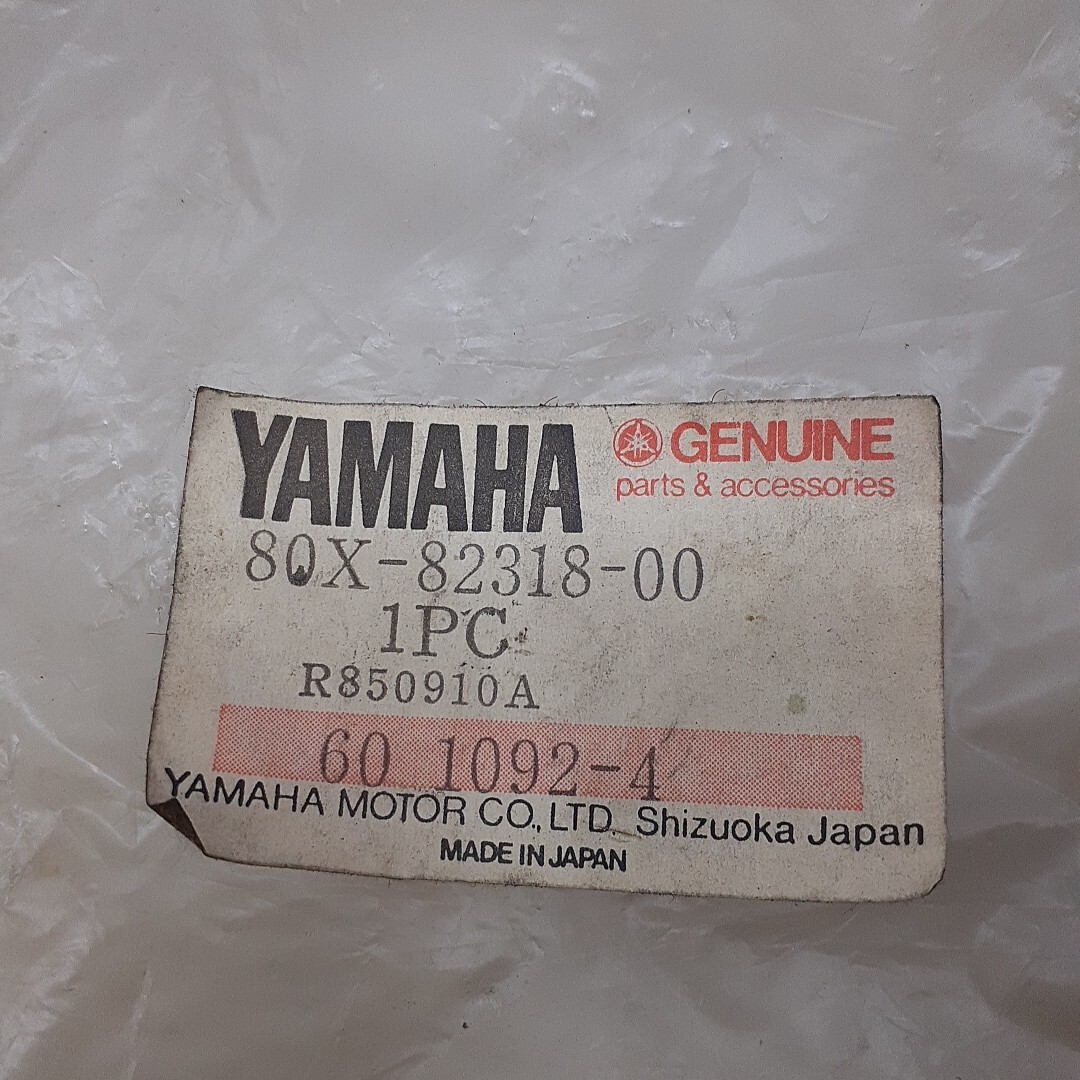 YAMAHA
GENUINE
parts & accessories
80X-82318-00
1PC
R850910A
60 1092-4
YAMAHA MOTOR CO., LTD. Shizuoka Japan
MADE IN JAPAN